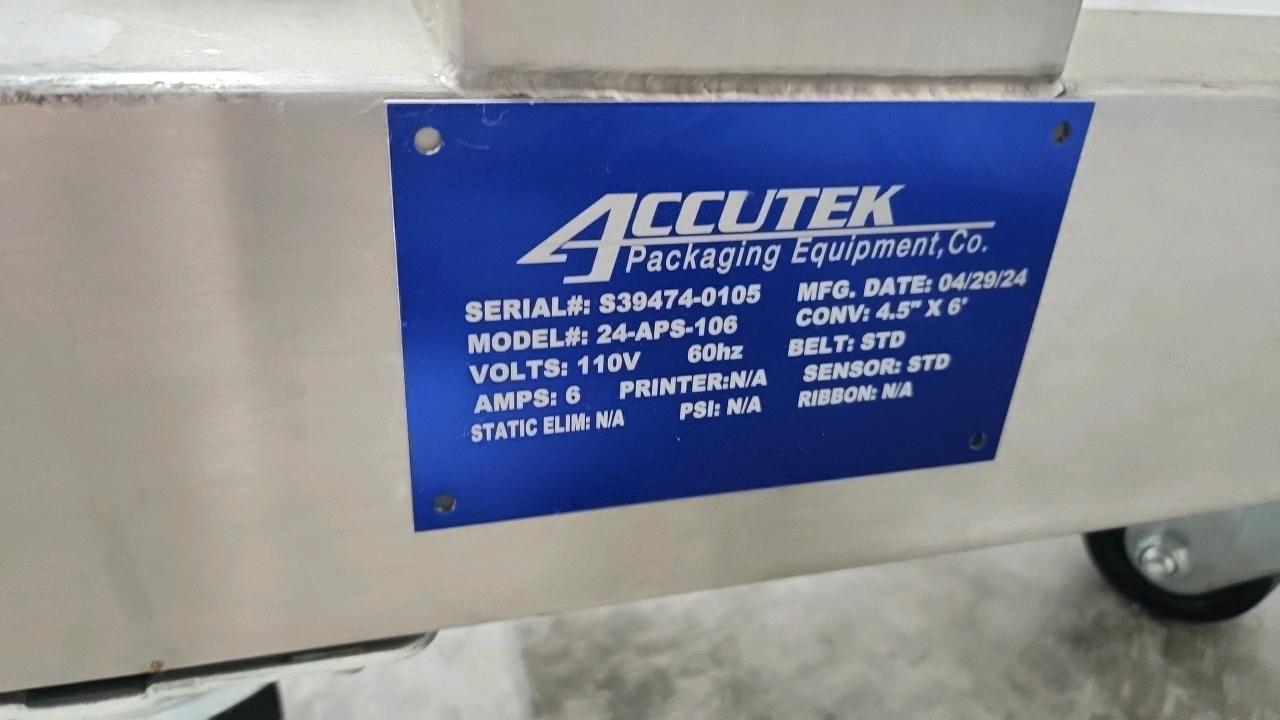 ACCUTEK
Packaging Equipment, Co.
SERIAL#: S39474-0105 MFG. DATE: 04/29/24
MODEL#: 24-APS-106 CONV: 4.5" X 6'
VOLTS: 110V 60hz BELT: STD
AMPS: 6 PRINTER:N/A SENSOR: STD
STATIC ELIM: N/A PSI: N/A RIBBON: N/A